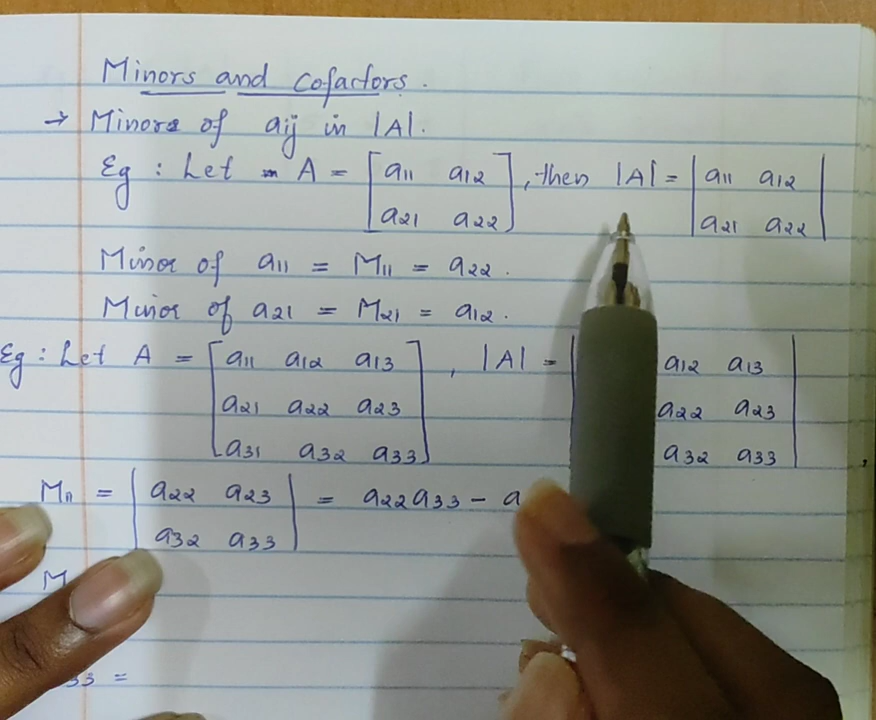 Minors and cofactors.
→ Minors of aij in |A|.
Eg : Let A = [a11 a12
a21 a22], then |A| = |a11 a12
a21 a22|
Minor of a11 = M11 = a22.
Minor of a21 = M21 = a12.
Eg : Let A = [a11 a12 a13
a21 a22 a23
a31 a32 a33], |A| = | a12 a13
a22 a23
a32 a33|
M11 = |a22 a23
a32 a33| = a22a33 - a
M
33 =